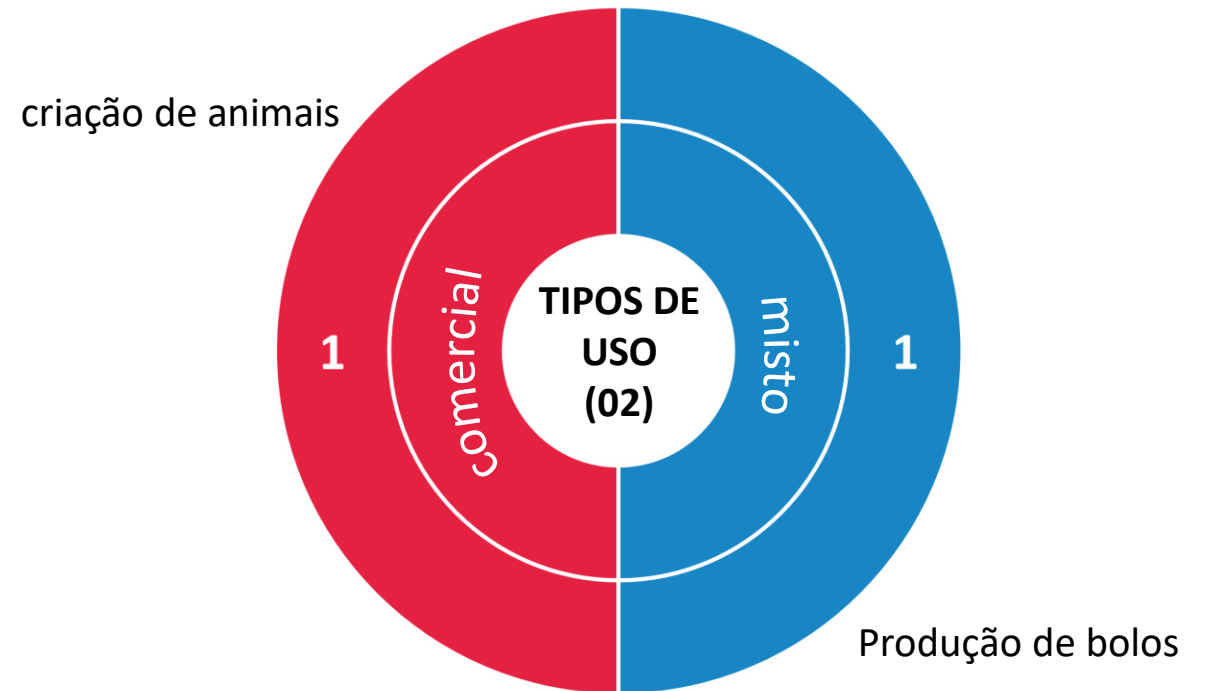 criação de animais
comercial
1
TIPOS DE
USO
(02)
misto
1
Produção de bolos